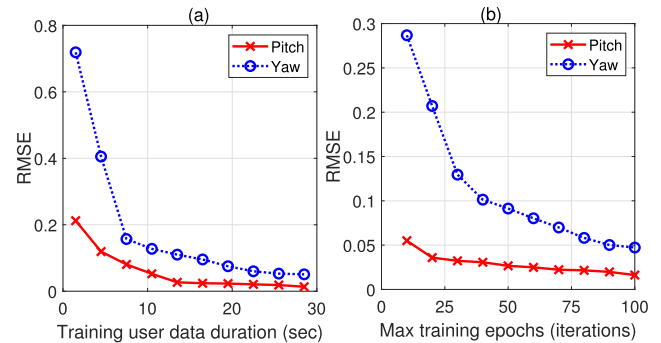 (a)
0.8
0.6
0.4
0.2
0
RMSE
Pitch
Yaw
0 10 20 30
Training user data duration (sec)
(b)
0.3
0.25
0.2
0.15
0.1
0.05
0
RMSE
Pitch
Yaw
0 25 50 75 100
Max training epochs (iterations)